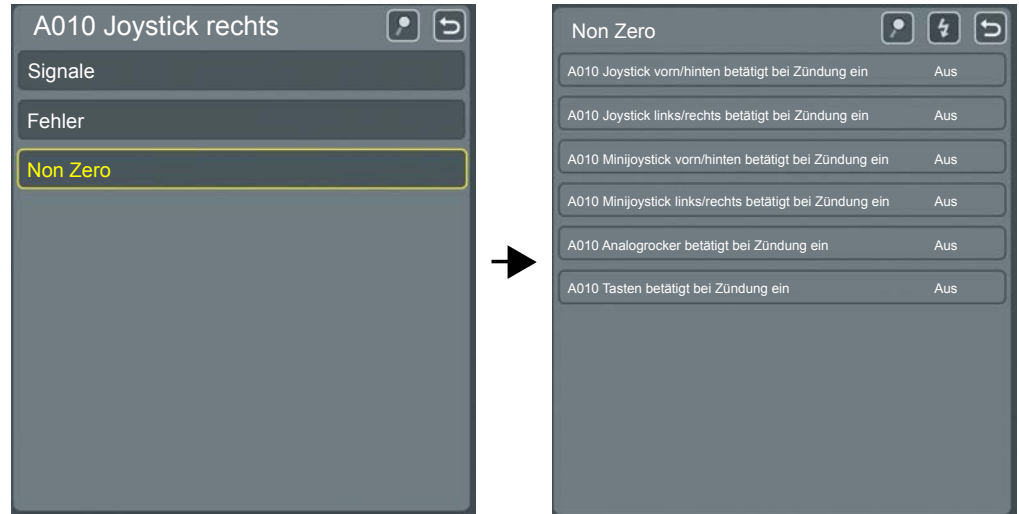 A010 Joystick rechts
Signale
Fehler
Non Zero
Non Zero
A010 Joystick vorn/hinten betätigt bei Zündung ein Aus
A010 Joystick links/rechts betätigt bei Zündung ein Aus
A010 Minijoystick vorn/hinten betätigt bei Zündung ein Aus
A010 Minijoystick links/rechts betätigt bei Zündung ein Aus
A010 Analogrocker betätigt bei Zündung ein Aus
A010 Tasten betätigt bei Zündung ein Aus